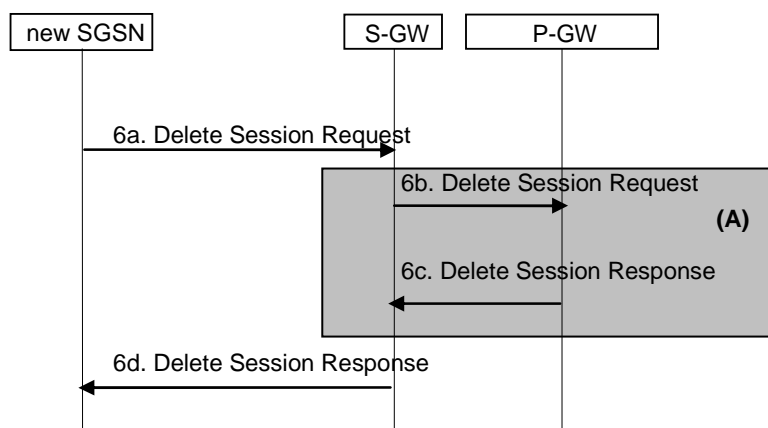 new SGSN
S-GW
P-GW
6a. Delete Session Request
6b. Delete Session Request
(A)
6c. Delete Session Response
6d. Delete Session Response